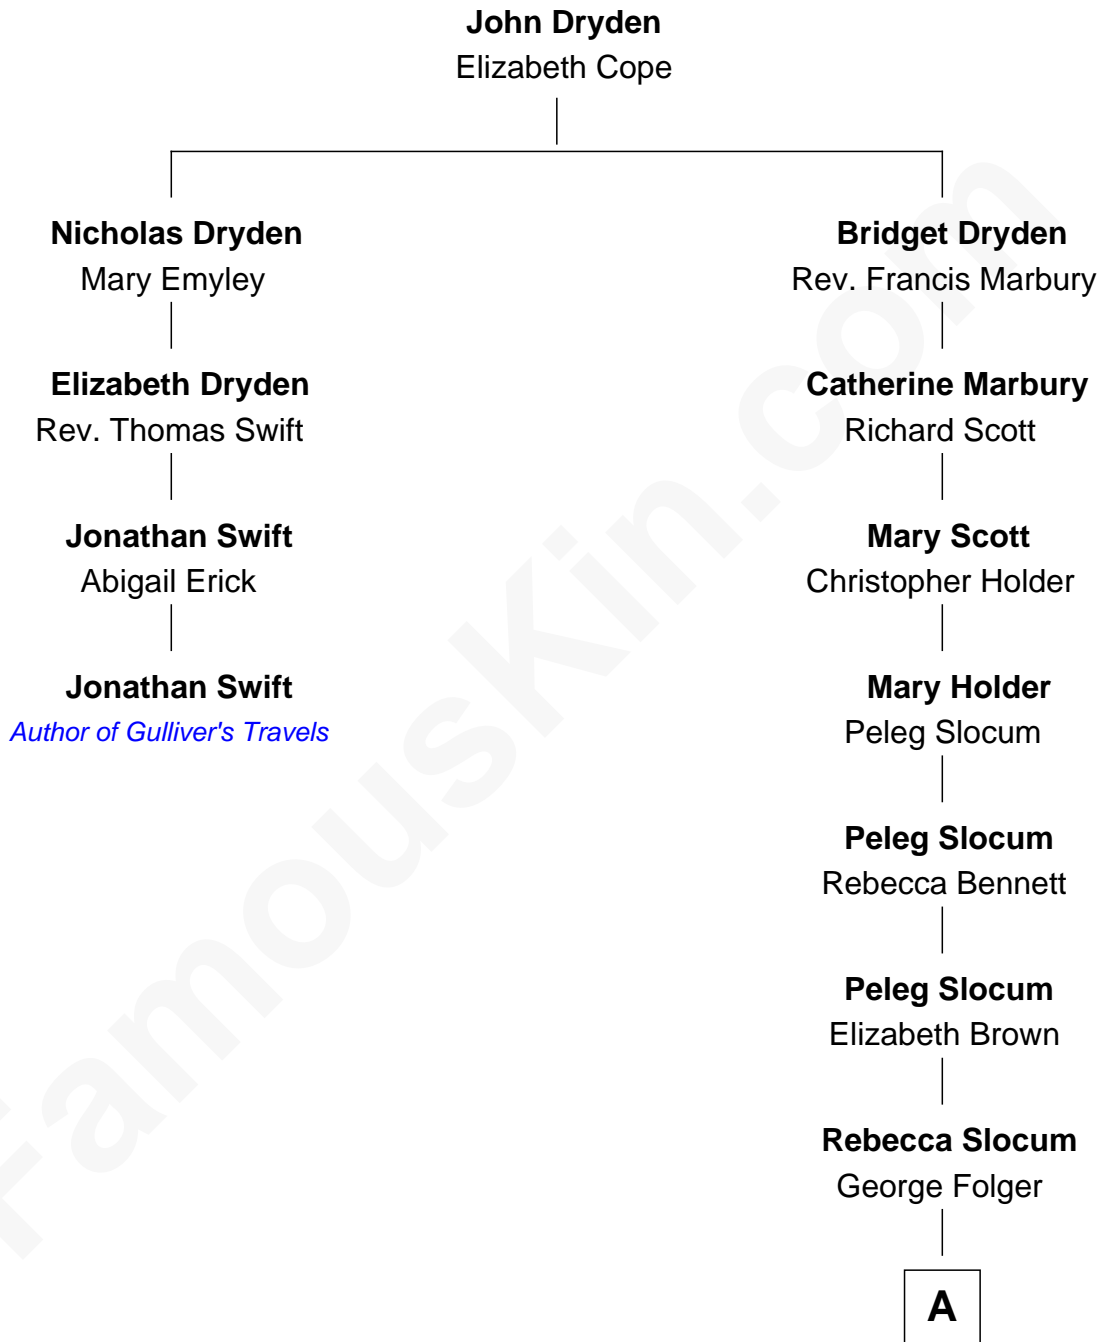 John Dryden
Elizabeth Cope
Nicholas Dryden
Mary Emyley
Bridget Dryden
Rev. Francis Marbury
Elizabeth Dryden
Rev. Thomas Swift
Catherine Marbury
Richard Scott
Jonathan Swift
Abigail Erick
Mary Scott
Christopher Holder
Jonathan Swift
Author of Gulliver's Travels
Mary Holder
Peleg Slocum
Peleg Slocum
Rebecca Bennett
Peleg Slocum
Elizabeth Brown
Rebecca Slocum
George Folger
A
FamousKin.com